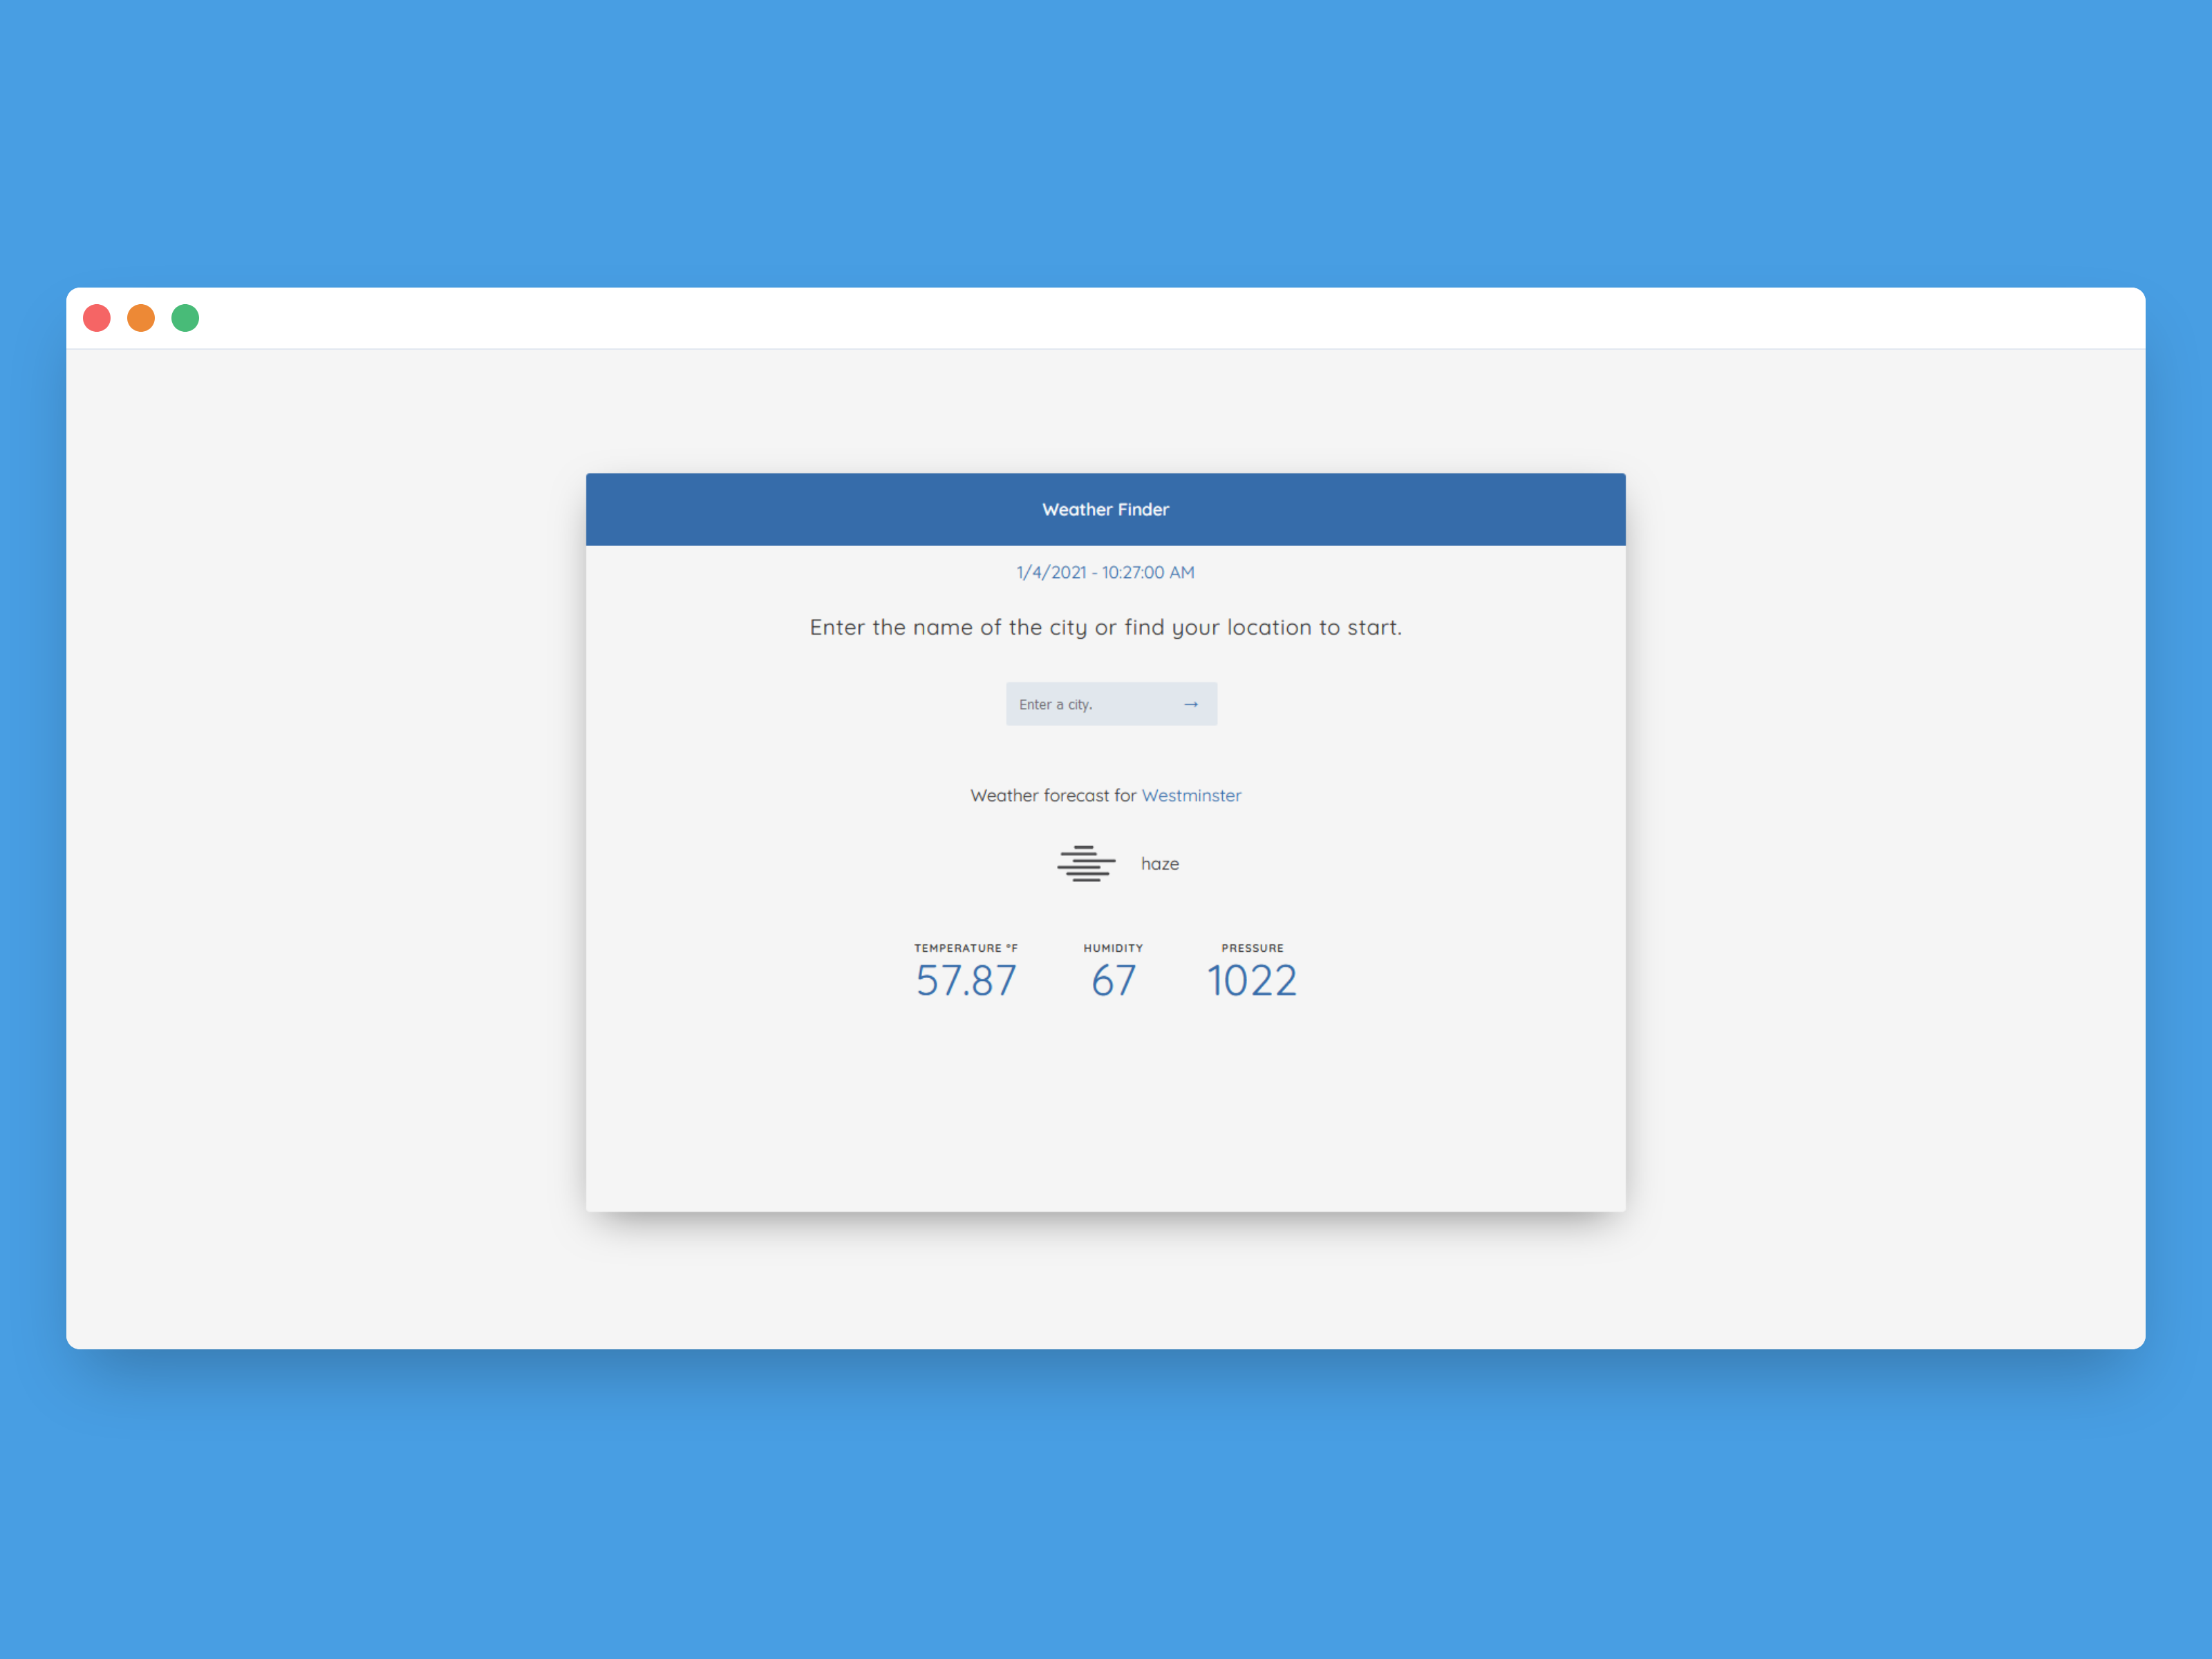 Weather Finder
1/4/2021 - 10:27:00 AM
Enter the name of the city or find your location to start.
Enter a city. →
Weather forecast for Westminster
haze
TEMPERATURE °F HUMIDITY PRESSURE
57.87 67 1022